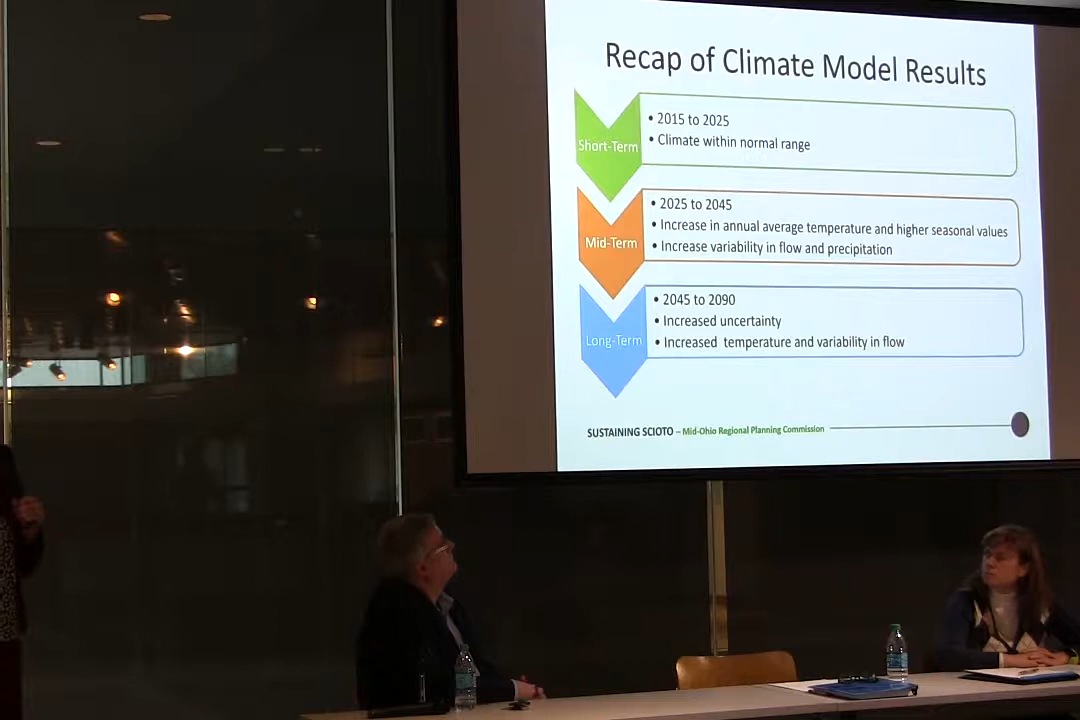 Recap of Climate Model Results
Short-Term
• 2015 to 2025
• Climate within normal range
Mid-Term
• 2025 to 2045
• Increase in annual average temperature and higher seasonal values
• Increase variability in flow and precipitation
Long-Term
• 2045 to 2090
• Increased uncertainty
• Increased temperature and variability in flow
SUSTAINING SCIOTO – Mid-Ohio Regional Planning Commission